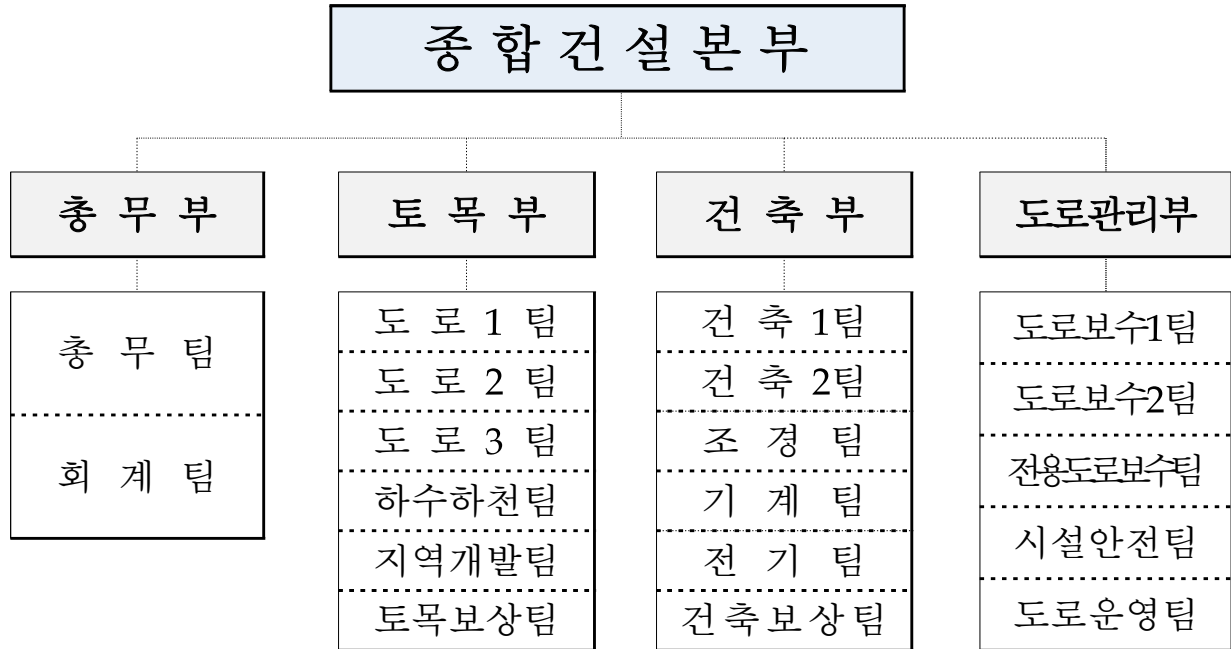 종합건설본부
총무부
총무팀
회계팀
토목부
도로1팀
도로2팀
도로3팀
하수하천팀
지역개발팀
토목보상팀
건축부
건축1팀
건축2팀
조경팀
기계팀
전기팀
건축보상팀
도로관리부
도로보수1팀
도로보수2팀
전용도로보수팀
시설안전팀
도로운영팀